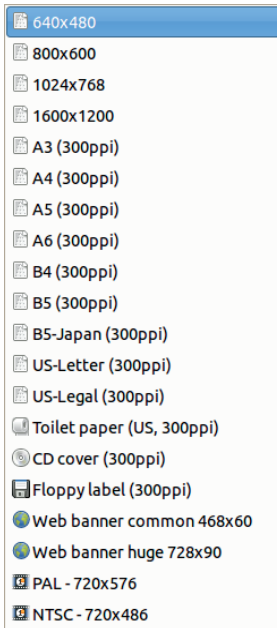 640x480
800x600
1024x768
1600x1200
A3 (300ppi)
A4 (300ppi)
A5 (300ppi)
A6 (300ppi)
B4 (300ppi)
B5 (300ppi)
B5-Japan (300ppi)
US-Letter (300ppi)
US-Legal (300ppi)
Toilet paper (US, 300ppi)
CD cover (300ppi)
Floppy label (300ppi)
Web banner common 468x60
Web banner huge 728x90
PAL - 720x576
NTSC - 720x486